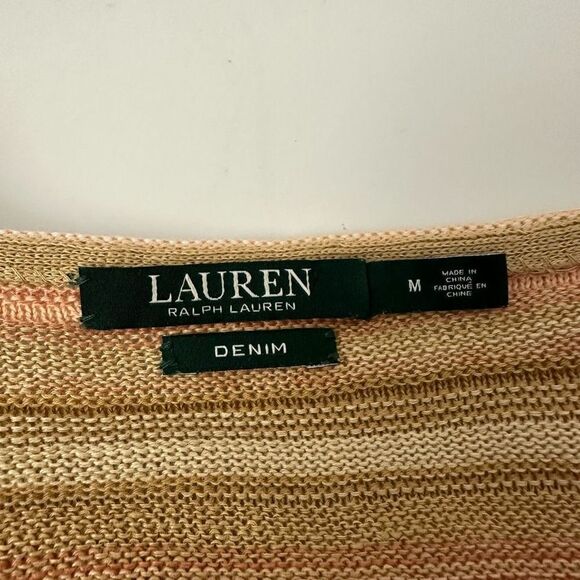 LAUREN
RALPH LAUREN
M
MADE IN
CHINA
FABRIQUÉ EN
CHINE
DENIM